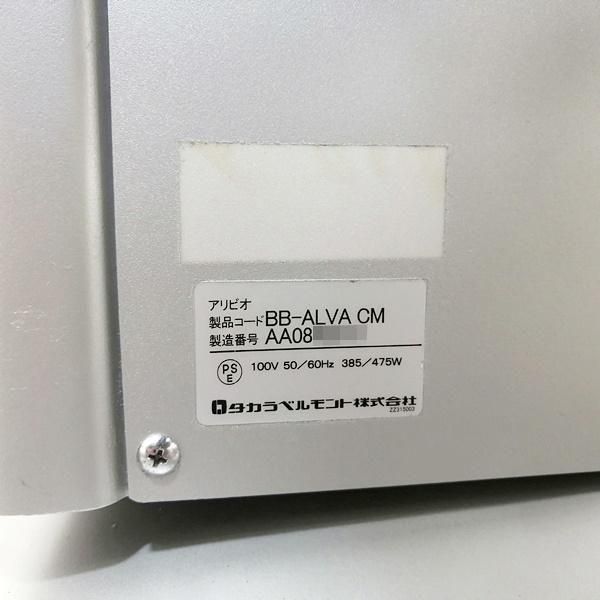 アリビオ
製品コード BB-ALVA CM
製造番号 AA08
PSE 100V 50/60Hz 385/475W
タカラベルモント株式会社
ZZ315003